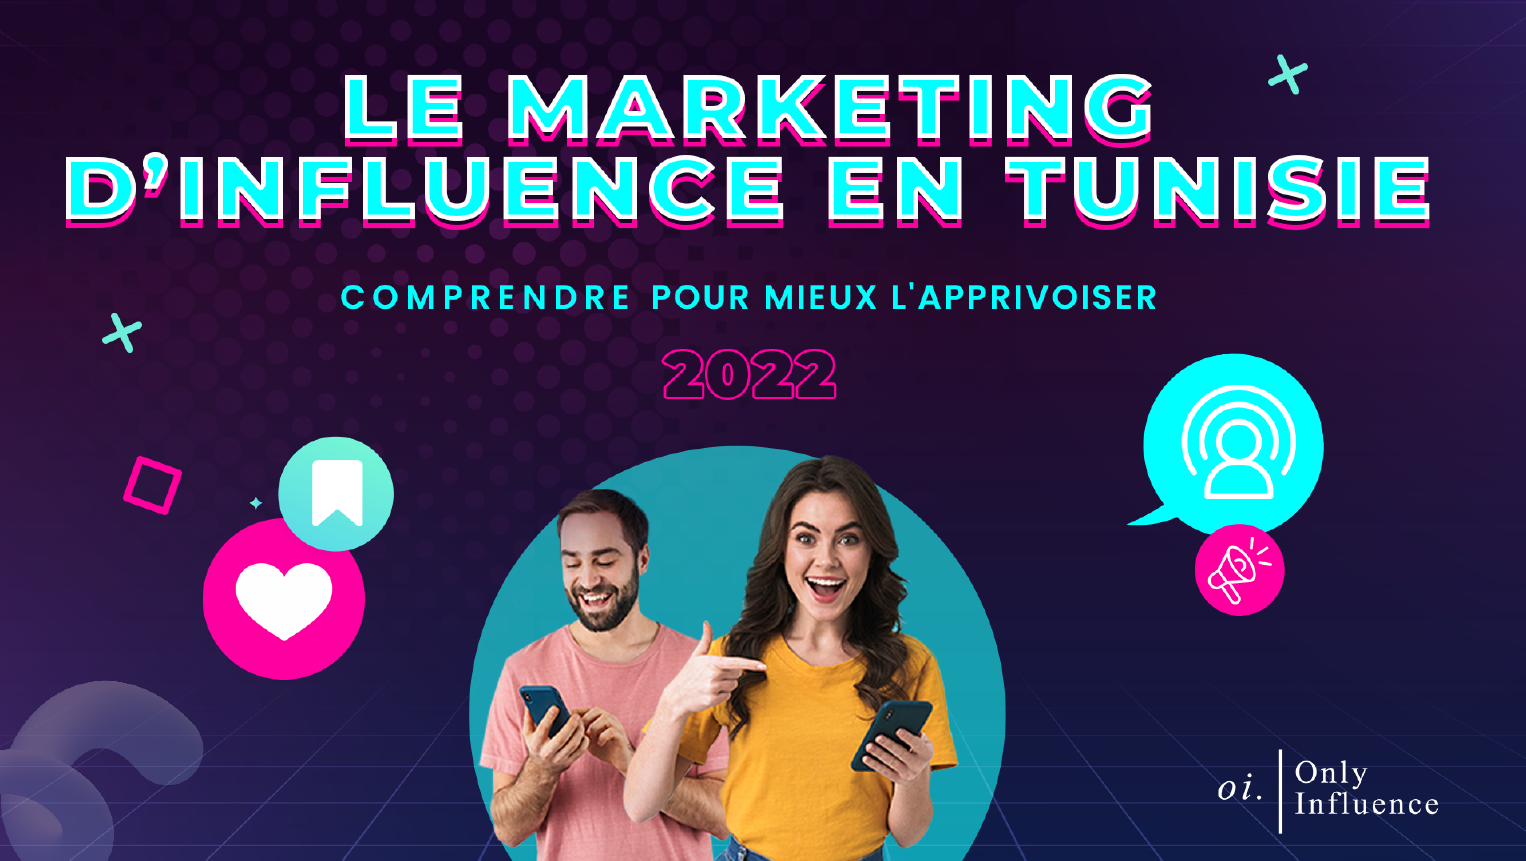 LE MARKETING
D’INFLUENCE EN TUNISIE
COMPRENDRE POUR MIEUX L'APPRIVOISER
2022
oi.
Only
Influence